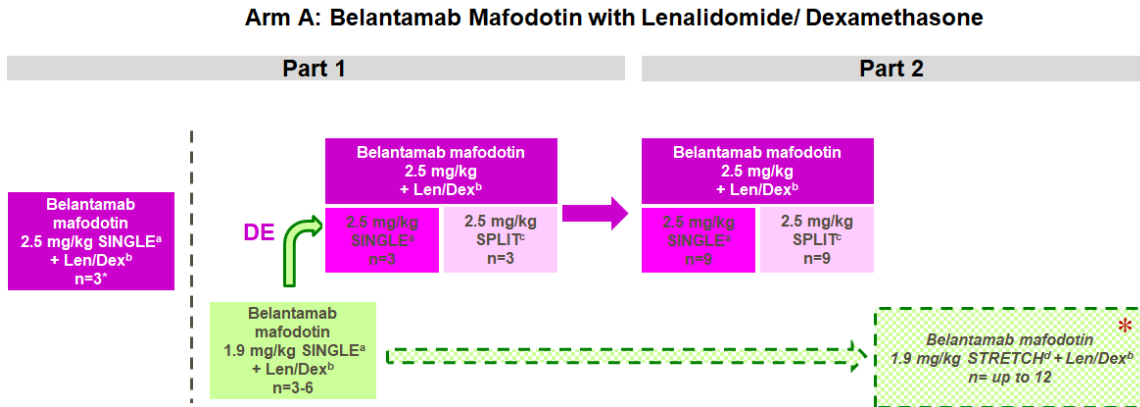 Arm A: Belantamab Mafodotin with Lenalidomide/ Dexamethasone
Part 1
Part 2
Belantamab
mafodotin
2.5 mg/kg SINGLEᵃ
+ Len/Dexᵇ
n=3*
DE
Belantamab mafodotin
2.5 mg/kg
+ Len/Dexᵇ
2.5 mg/kg
SINGLEᵃ
n=3
2.5 mg/kg
SPLITᶜ
n=3
Belantamab mafodotin
2.5 mg/kg
+ Len/Dexᵇ
2.5 mg/kg
SINGLEᵃ
n=9
2.5 mg/kg
SPLITᶜ
n=9
Belantamab
mafodotin
1.9 mg/kg SINGLEᵃ
+ Len/Dexᵇ
n=3-6
*
Belantamab mafodotin
1.9 mg/kg STRETCHᵈ + Len/Dexᵇ
n= up to 12